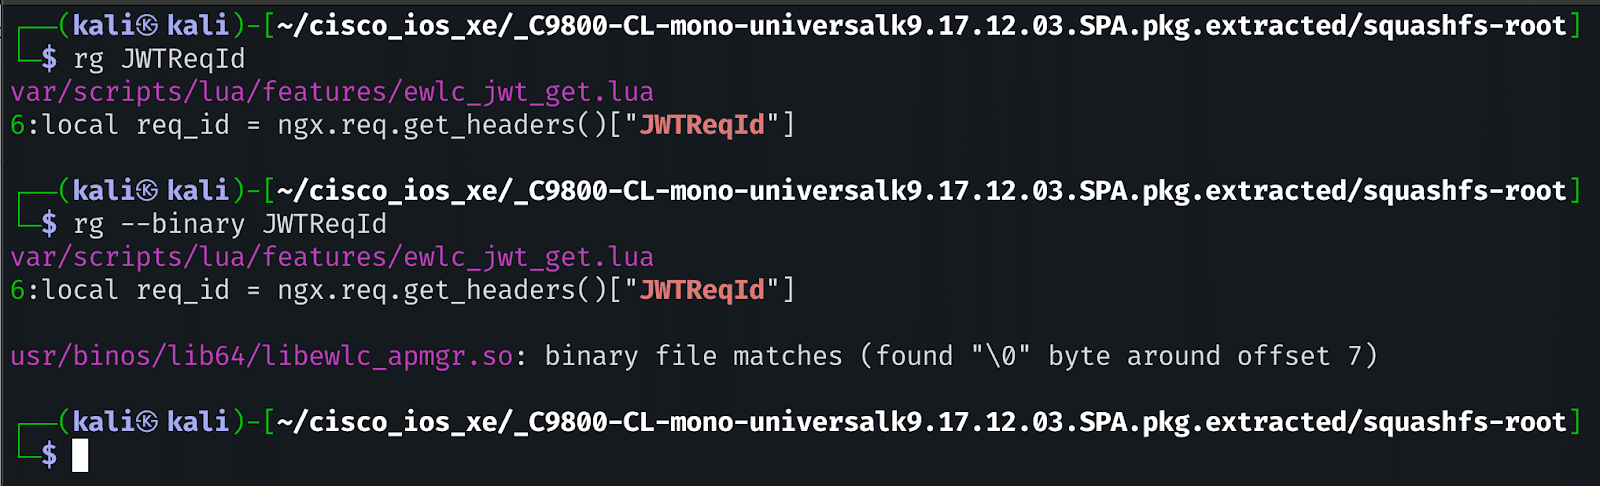 ┌──(kali㉿kali)-[~/cisco_ios_xe/_C9800-CL-mono-universalk9.17.12.03.SPA.pkg.extracted/squashfs-root]
└─$ rg JWTReqId
var/scripts/lua/features/ewlc_jwt_get.lua
6:local req_id = ngx.req.get_headers()["JWTReqId"]
┌──(kali㉿kali)-[~/cisco_ios_xe/_C9800-CL-mono-universalk9.17.12.03.SPA.pkg.extracted/squashfs-root]
└─$ rg --binary JWTReqId
var/scripts/lua/features/ewlc_jwt_get.lua
6:local req_id = ngx.req.get_headers()["JWTReqId"]
usr/binos/lib64/libewlc_apmgr.so: binary file matches (found "\0" byte around offset 7)
┌──(kali㉿kali)-[~/cisco_ios_xe/_C9800-CL-mono-universalk9.17.12.03.SPA.pkg.extracted/squashfs-root]
└─$